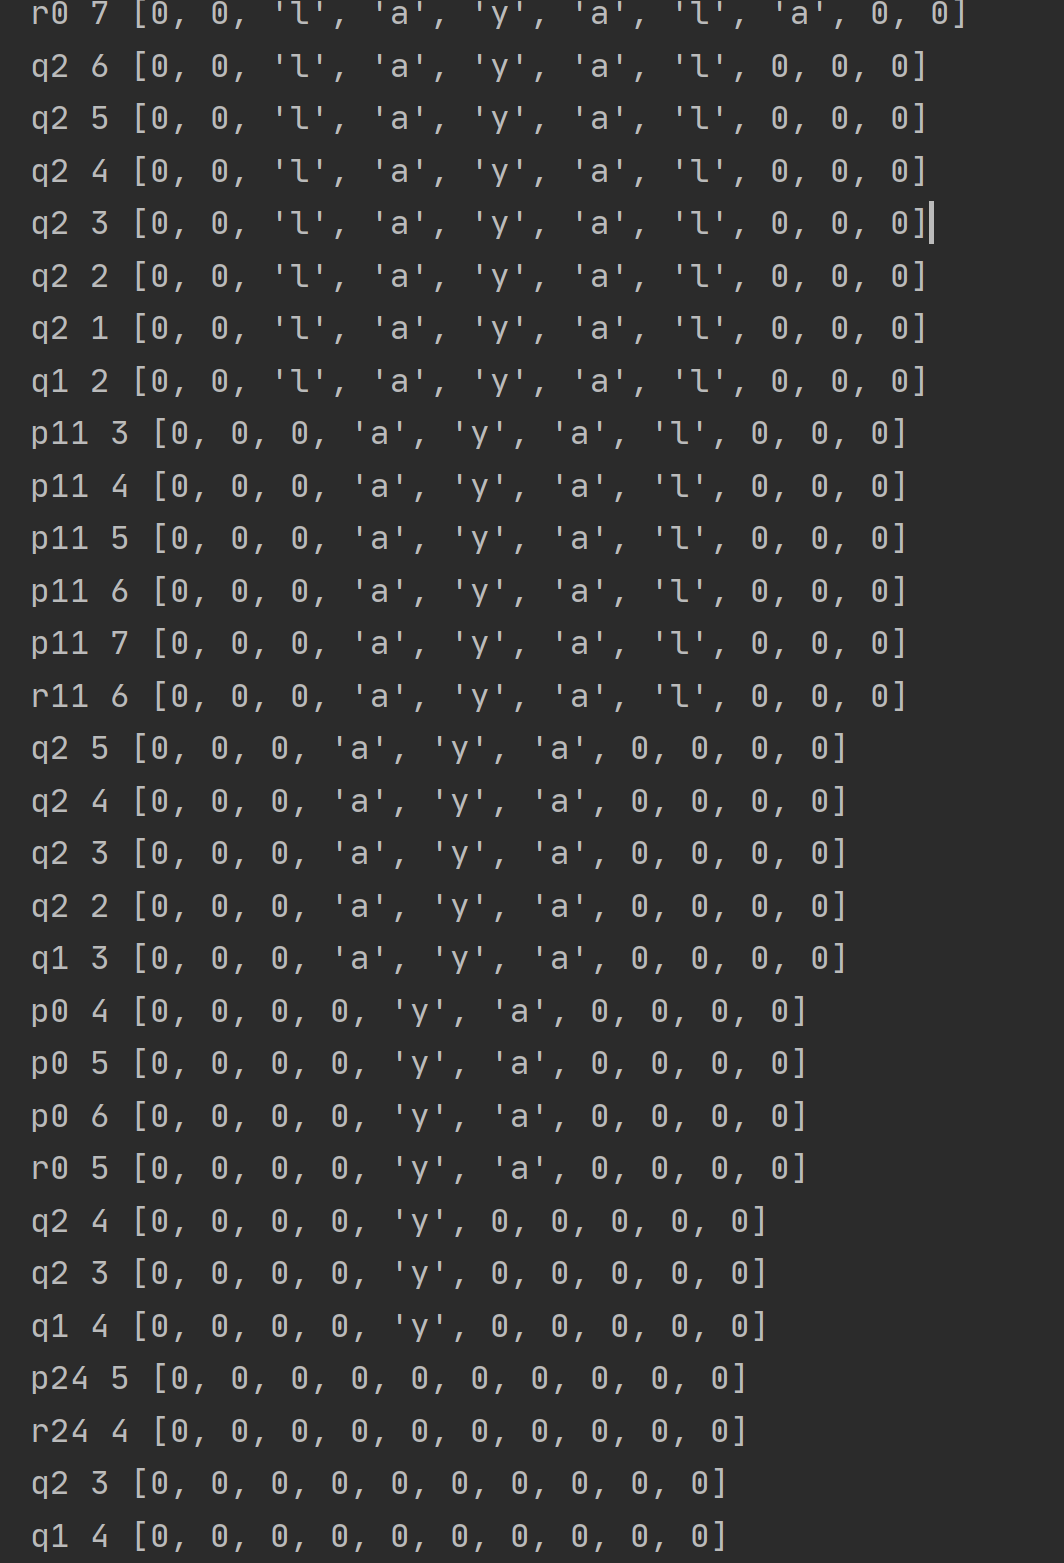 r0 7 [0, 0, 'l', 'a', 'y', 'a', 'l', 'a', 0, 0]
q2 6 [0, 0, 'l', 'a', 'y', 'a', 'l', 0, 0, 0]
q2 5 [0, 0, 'l', 'a', 'y', 'a', 'l', 0, 0, 0]
q2 4 [0, 0, 'l', 'a', 'y', 'a', 'l', 0, 0, 0]
q2 3 [0, 0, 'l', 'a', 'y', 'a', 'l', 0, 0, 0]
q2 2 [0, 0, 'l', 'a', 'y', 'a', 'l', 0, 0, 0]
q2 1 [0, 0, 'l', 'a', 'y', 'a', 'l', 0, 0, 0]
q1 2 [0, 0, 'l', 'a', 'y', 'a', 'l', 0, 0, 0]
p11 3 [0, 0, 0, 'a', 'y', 'a', 'l', 0, 0, 0]
p11 4 [0, 0, 0, 'a', 'y', 'a', 'l', 0, 0, 0]
p11 5 [0, 0, 0, 'a', 'y', 'a', 'l', 0, 0, 0]
p11 6 [0, 0, 0, 'a', 'y', 'a', 'l', 0, 0, 0]
p11 7 [0, 0, 0, 'a', 'y', 'a', 'l', 0, 0, 0]
r11 6 [0, 0, 0, 'a', 'y', 'a', 'l', 0, 0, 0]
q2 5 [0, 0, 0, 'a', 'y', 'a', 0, 0, 0, 0]
q2 4 [0, 0, 0, 'a', 'y', 'a', 0, 0, 0, 0]
q2 3 [0, 0, 0, 'a', 'y', 'a', 0, 0, 0, 0]
q2 2 [0, 0, 0, 'a', 'y', 'a', 0, 0, 0, 0]
q1 3 [0, 0, 0, 'a', 'y', 'a', 0, 0, 0, 0]
p0 4 [0, 0, 0, 0, 'y', 'a', 0, 0, 0, 0]
p0 5 [0, 0, 0, 0, 'y', 'a', 0, 0, 0, 0]
p0 6 [0, 0, 0, 0, 'y', 'a', 0, 0, 0, 0]
r0 5 [0, 0, 0, 0, 'y', 'a', 0, 0, 0, 0]
q2 4 [0, 0, 0, 0, 'y', 0, 0, 0, 0, 0]
q2 3 [0, 0, 0, 0, 'y', 0, 0, 0, 0, 0]
q1 4 [0, 0, 0, 0, 'y', 0, 0, 0, 0, 0]
p24 5 [0, 0, 0, 0, 0, 0, 0, 0, 0, 0]
r24 4 [0, 0, 0, 0, 0, 0, 0, 0, 0, 0]
q2 3 [0, 0, 0, 0, 0, 0, 0, 0, 0, 0]
q1 4 [0, 0, 0, 0, 0, 0, 0, 0, 0, 0]